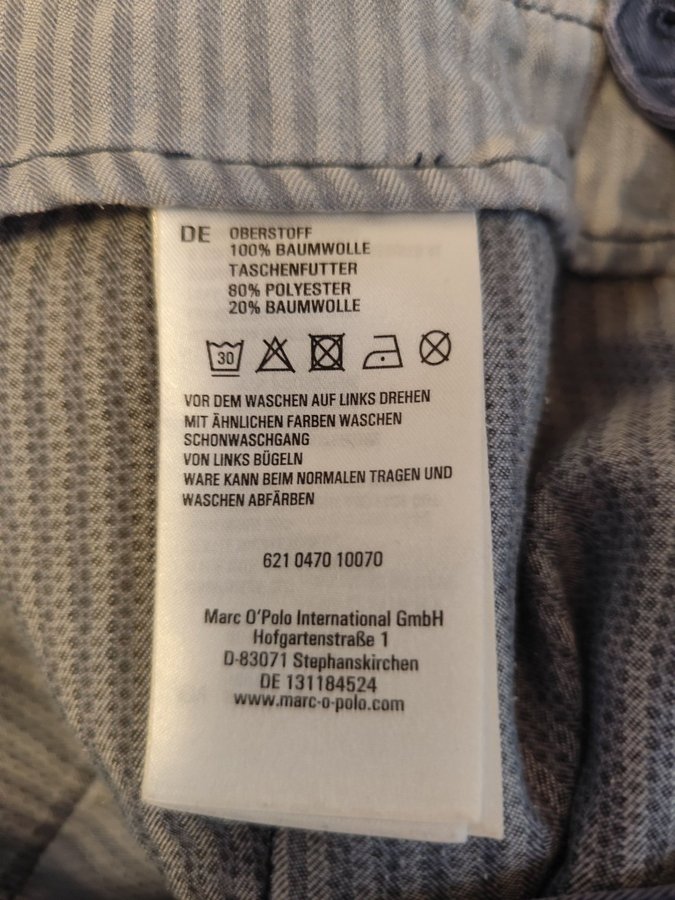 DE OBERSTOFF
100% BAUMWOLLE
TASCHENFUTTER
80% POLYESTER
20% BAUMWOLLE
30
VOR DEM WASCHEN AUF LINKS DREHEN
MIT ÄHNLICHEN FARBEN WASCHEN
SCHONWASCHGANG
VON LINKS BÜGELN
WARE KANN BEIM NORMALEN TRAGEN UND
WASCHEN ABFÄRBEN
621 0470 10070
Marc O'Polo International GmbH
Hofgartenstraße 1
D-83071 Stephanskirchen
DE 131184524
www.marc-o-polo.com